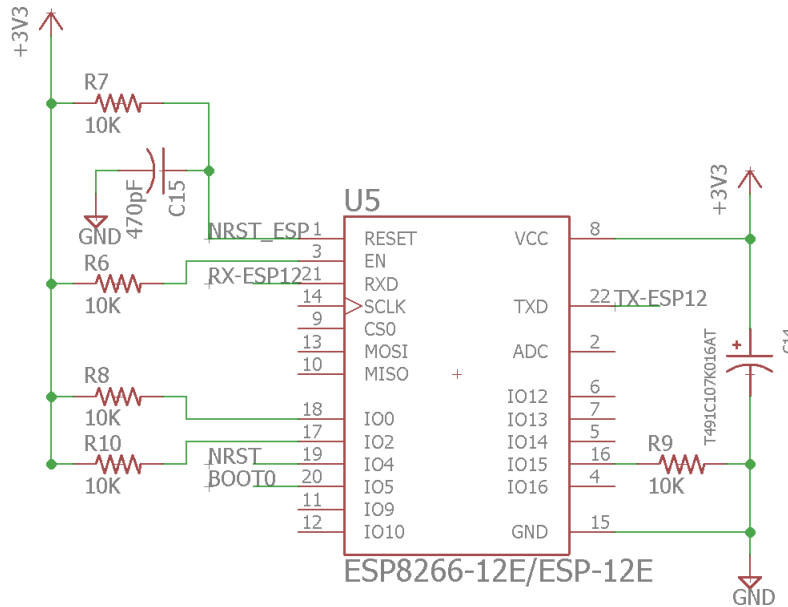 +3V3
R7
10K
470pF
C15
GND
R6
10K
R8
10K
R10
10K
NRST_ESP
RX-ESP12
NRST
BOOT0
U5
1 RESET
3 EN
21 RXD
14 SCLK
9 CS0
13 MOSI
10 MISO
18 IO0
17 IO2
19 IO4
20 IO5
11 IO9
12 IO10
VCC 8
TXD 22
ADC 2
IO12 6
IO13 7
IO14 5
IO15 16
IO16 4
GND 15
ESP8266-12E/ESP-12E
TX-ESP12
+3V3
+
T491C107K016AT
R9
10K
GND